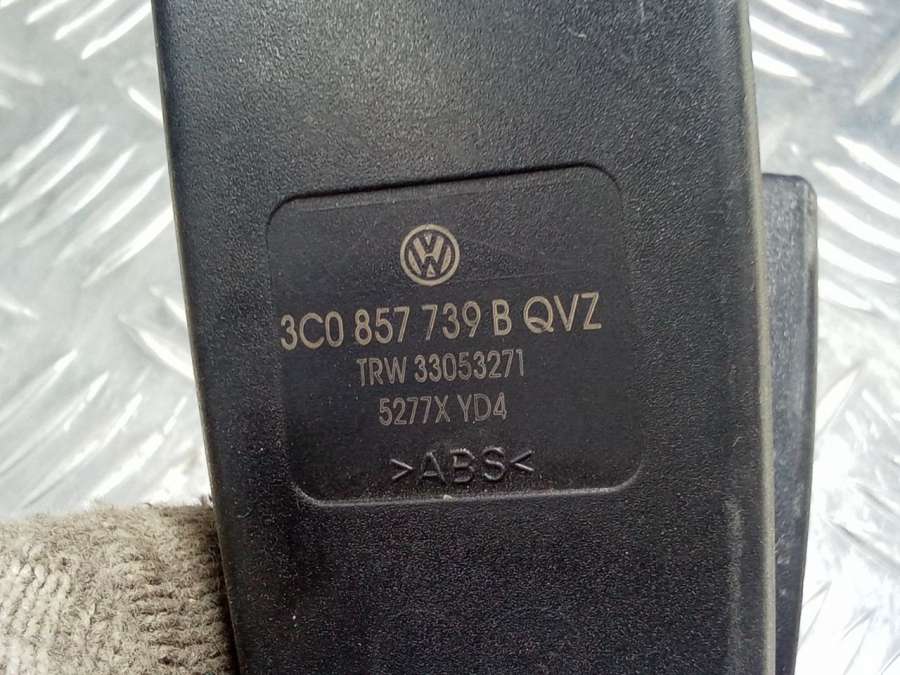 3C0 857 739 B QVZ
TRW 33053271
5277X YD4
>ABS<